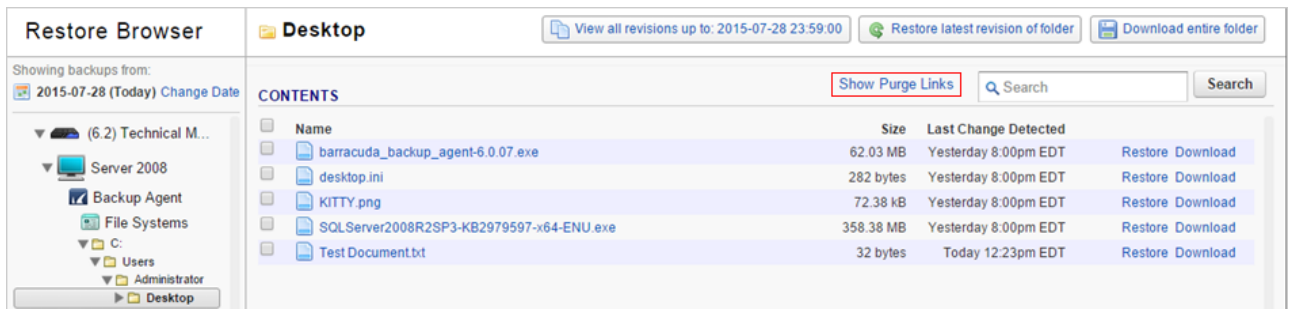 Restore Browser
Desktop
View all revisions up to: 2015-07-28 23:59:00
Restore latest revision of folder
Download entire folder
Showing backups from:
2015-07-28 (Today) Change Date
Show Purge Links
Search
Search
CONTENTS
(6.2) Technical M...
Server 2008
Backup Agent
File Systems
C:
Users
Administrator
Desktop
Name Size Last Change Detected
barracuda_backup_agent-6.0.07.exe 62.03 MB Yesterday 8:00pm EDT Restore Download
desktop.ini 282 bytes Yesterday 8:00pm EDT Restore Download
KITTY.png 72.38 kB Yesterday 8:00pm EDT Restore Download
SQLServer2008R2SP3-KB2979597-x64-ENU.exe 358.38 MB Yesterday 8:00pm EDT Restore Download
Test Document.txt 32 bytes Today 12:23pm EDT Restore Download